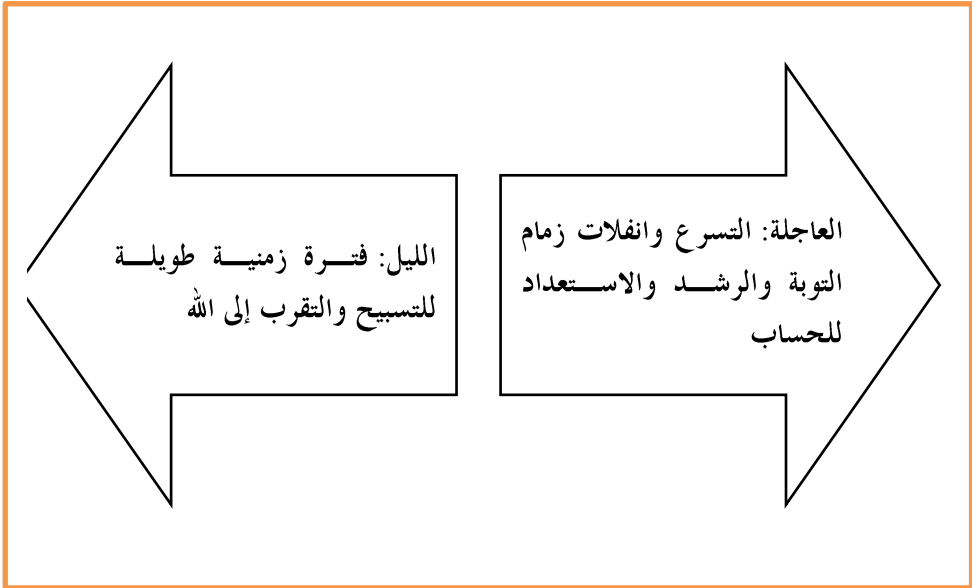 العاجلة: التسرع وانفلات زمام
التوبة والرشد والاستعداد
للحساب
الليل: فترة زمنية طويلة
للتسبيح والتقرب إلى الله